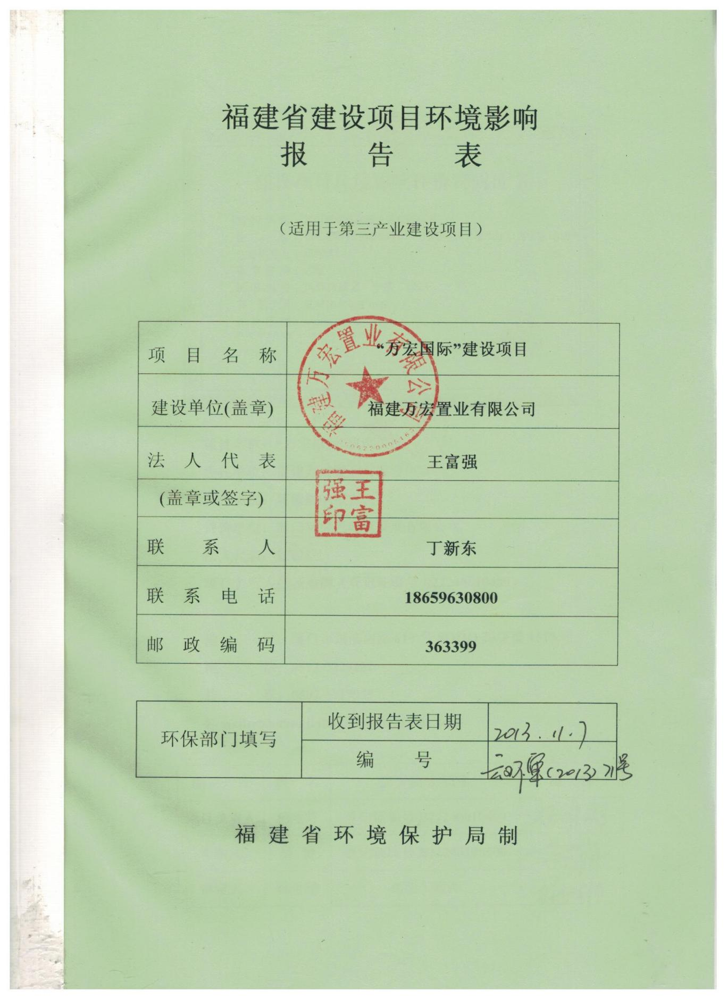 福建省建设项目环境影响
报告表
（适用于第三产业建设项目）
项目名称 “万宏国际”建设项目
建设单位(盖章) 福建万宏置业有限公司
福建万宏置业有限公司
法人代表 王富强
(盖章或签字)
王富强印
联系人 丁新东
联系电话 18659630800
邮政编码 363399
环保部门填写 收到报告表日期 2013.11.7
编号 云环审(2013)71号
福建省环境保护局制